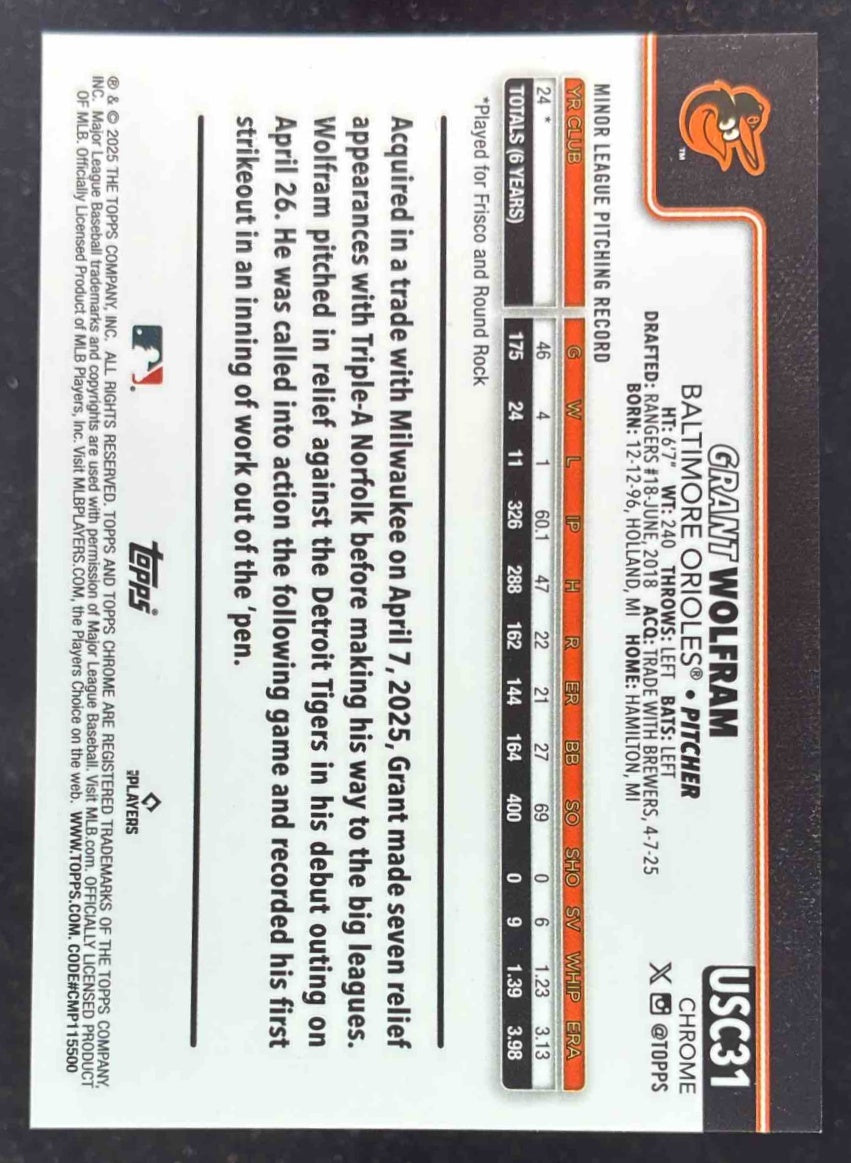 USC31
CHROME
X @TOPPS
GRANT WOLFRAM
BALTIMORE ORIOLES® • PITCHER
HT: 6'7" WT: 240 THROWS: LEFT BATS: LEFT
DRAFTED: RANGERS #18-JUNE, 2018 ACQ: TRADE WITH BREWERS, 4-7-25
BORN: 12-12-96, HOLLAND, MI HOME: HAMILTON, MI
™
MINOR LEAGUE PITCHING RECORD
YR CLUB G W L IP H R ER BB SO SHO SV WHIP ERA
24 * 46 4 1 60.1 47 22 21 27 69 0 6 1.23 3.13
TOTALS (6 YEARS) 175 24 11 326 288 162 144 164 400 0 9 1.39 3.98
*Played for Frisco and Round Rock
Acquired in a trade with Milwaukee on April 7, 2025, Grant made seven relief
appearances with Triple-A Norfolk before making his way to the big leagues.
Wolfram pitched in relief against the Detroit Tigers in his debut outing on
April 26. He was called into action the following game and recorded his first
strikeout in an inning of work out of the 'pen.
topps®
PLAYERS
® & © 2025 THE TOPPS COMPANY, INC. ALL RIGHTS RESERVED. TOPPS AND TOPPS CHROME ARE REGISTERED TRADEMARKS OF THE TOPPS COMPANY,
INC. Major League Baseball trademarks and copyrights are used with permission of Major League Baseball. Visit MLB.com. OFFICIALLY LICENSED PRODUCT
OF MLB. Officially Licensed Product of MLB Players, Inc. Visit MLBPLAYERS.COM, the Players Choice on the web. WWW.TOPPS.COM. CODE#CMP115500